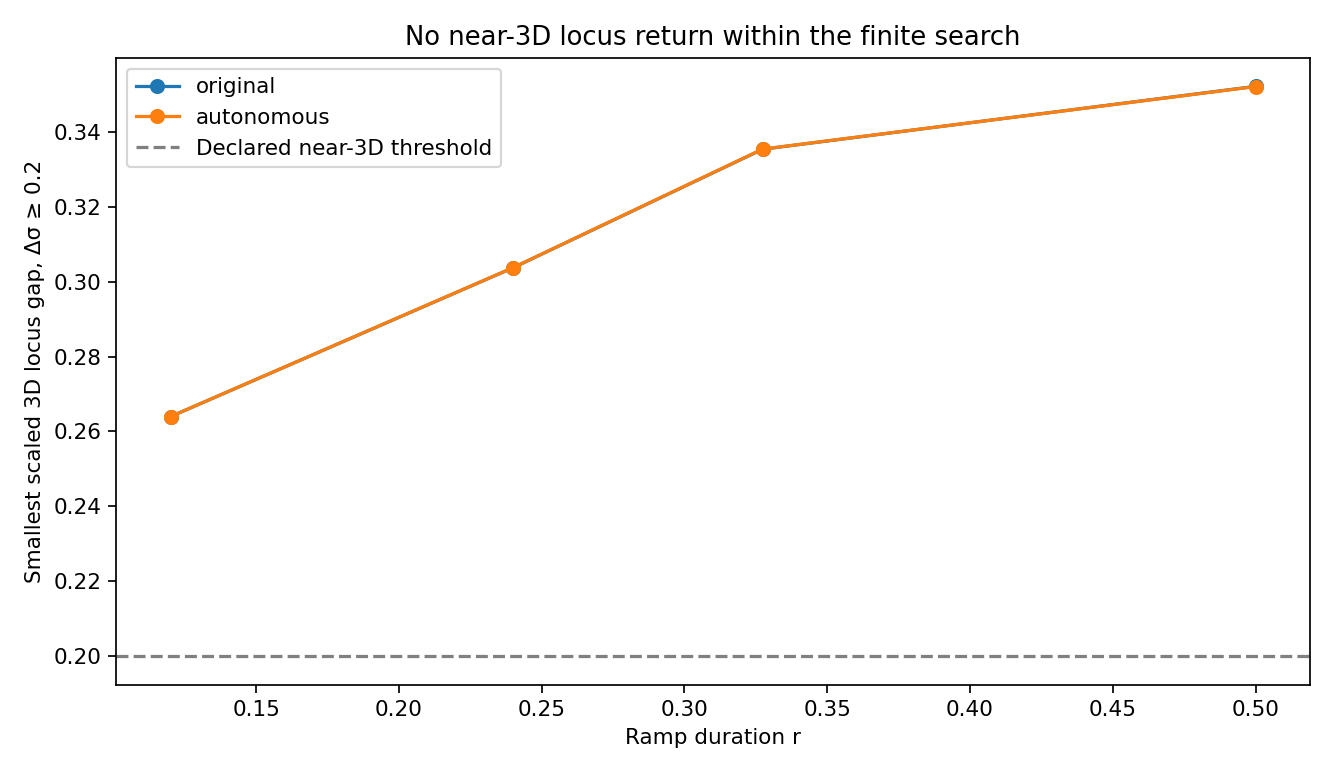 No near-3D locus return within the finite search
original
autonomous
Declared near-3D threshold
Smallest scaled 3D locus gap, Δσ ≥ 0.2
0.34
0.32
0.30
0.28
0.26
0.24
0.22
0.20
0.15
0.20
0.25
0.30
0.35
0.40
0.45
0.50
Ramp duration r